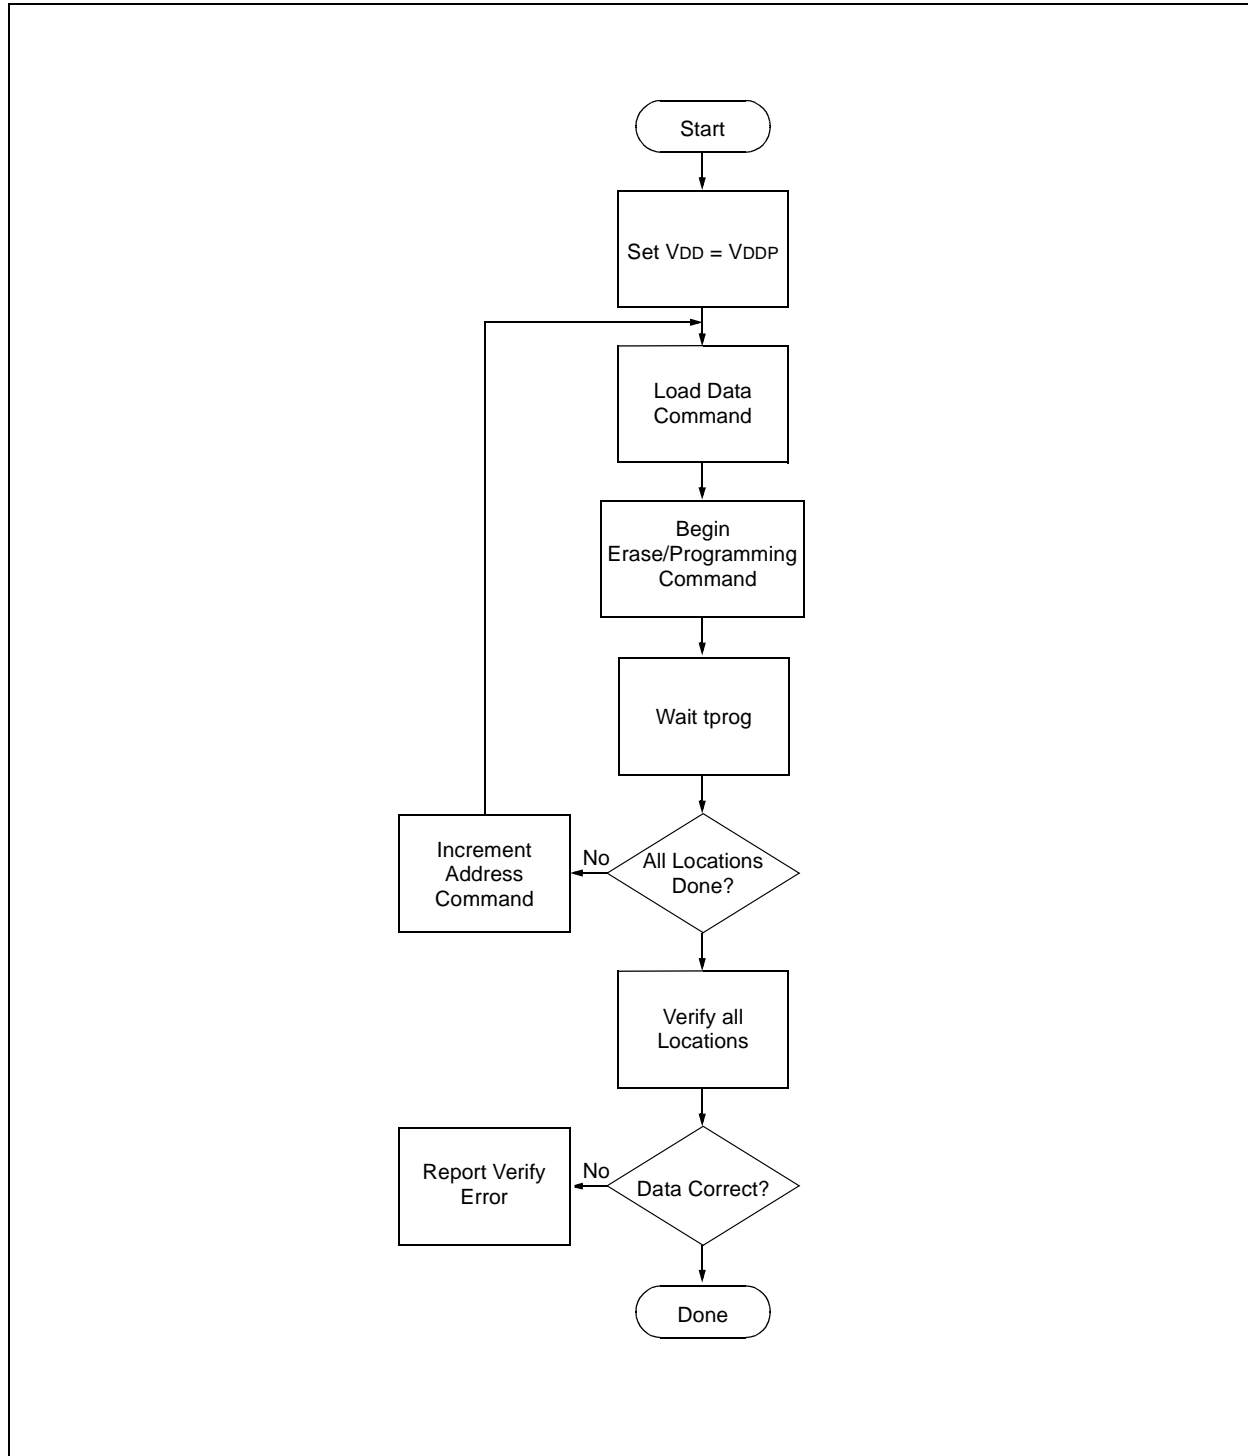 Start
Set VDD = VDDP
Load Data
Command
Begin
Erase/Programming
Command
Wait tprog
All Locations
Done?
No
Increment
Address
Command
Verify all
Locations
Data Correct?
No
Report Verify
Error
Done